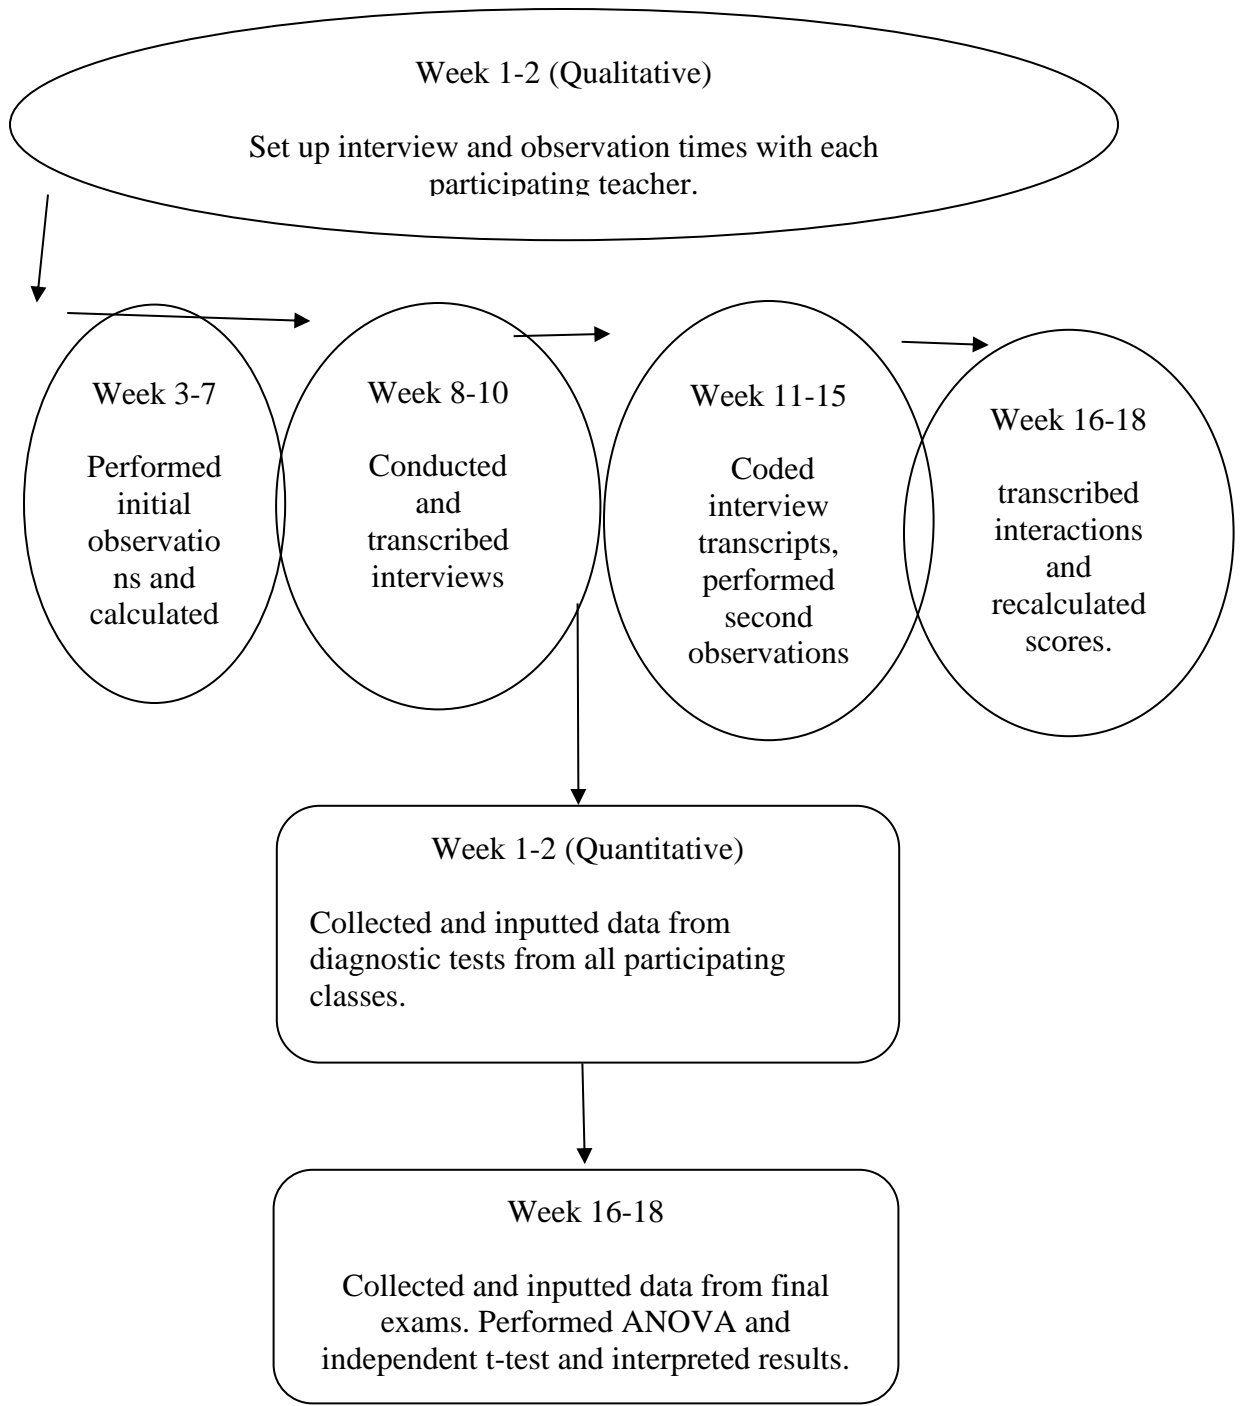 Week 1-2 (Qualitative)
Set up interview and observation times with each
participating teacher.
Week 3-7
Performed
initial
observatio
ns and
calculated
Week 8-10
Conducted
and
transcribed
interviews
Week 11-15
Coded
interview
transcripts,
performed
second
observations
Week 16-18
transcribed
interactions
and
recalculated
scores.
Week 1-2 (Quantitative)
Collected and inputted data from
diagnostic tests from all participating
classes.
Week 16-18
Collected and inputted data from final
exams. Performed ANOVA and
independent t-test and interpreted results.